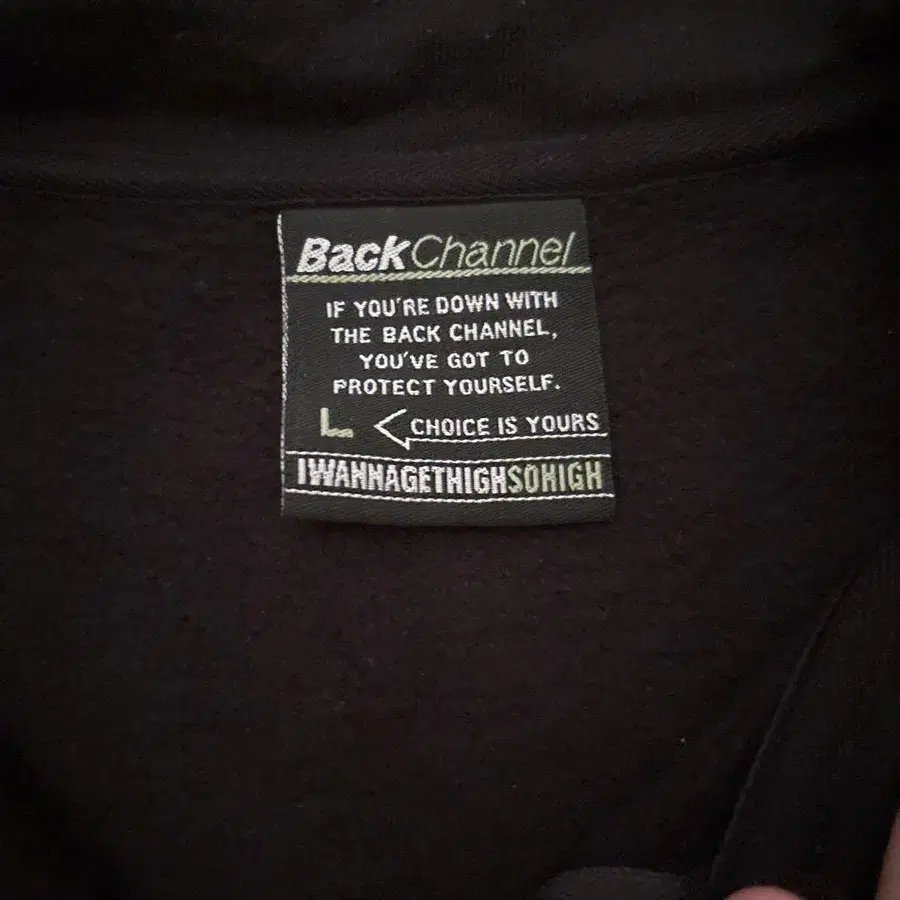 BackChannel
IF YOU'RE DOWN WITH
THE BACK CHANNEL,
YOU'VE GOT TO
PROTECT YOURSELF.
L CHOICE IS YOURS
IWANNAGETHIGHSOHIGH